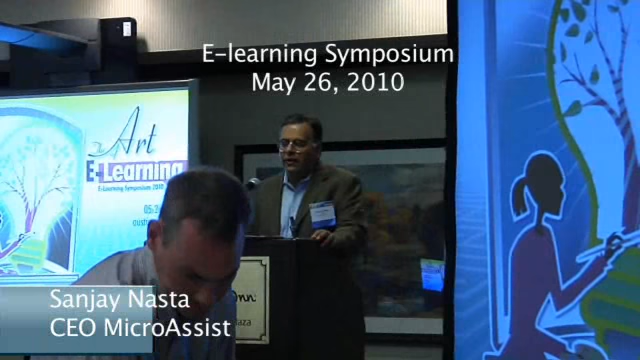 E-learning Symposium
May 26, 2010
Art
E-Learning
E-Learning Symposium 2010
Sanjay Nasta
CEO MicroAssist